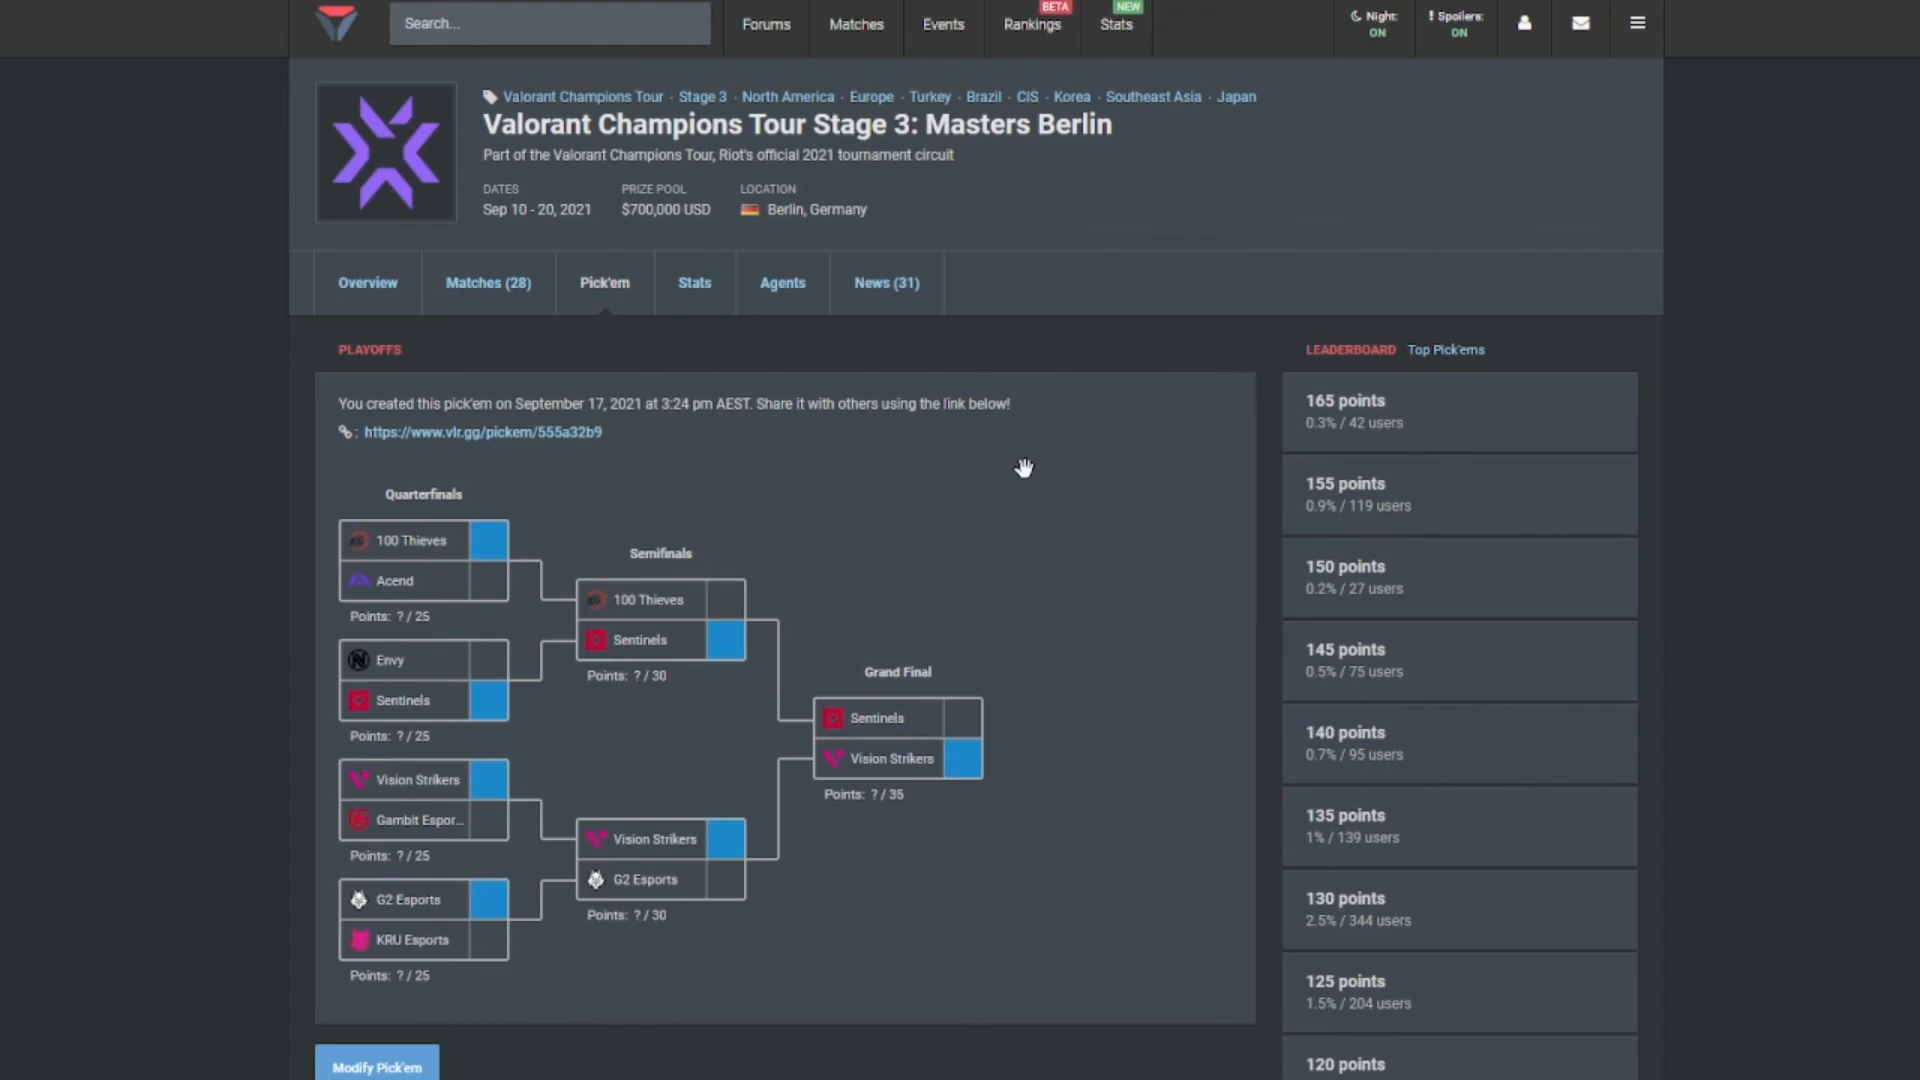 Search...
Forums
Matches
Events
Rankings
BETA
Stats
NEW
Night:
ON
Spoilers:
ON
Valorant Champions Tour · Stage 3 · North America · Europe · Turkey · Brazil · CIS · Korea · Southeast Asia · Japan
Valorant Champions Tour Stage 3: Masters Berlin
Part of the Valorant Champions Tour, Riot's official 2021 tournament circuit
DATES
Sep 10 - 20, 2021
PRIZE POOL
$700,000 USD
LOCATION
Berlin, Germany
Overview
Matches (28)
Pick'em
Stats
Agents
News (31)
PLAYOFFS
You created this pick'em on September 17, 2021 at 3:24 pm AEST. Share it with others using the link below!
: https://www.vlr.gg/pickem/555a32b9
Quarterfinals
100 Thieves
Acend
Points: ? / 25
Envy
Sentinels
Points: ? / 25
Vision Strikers
Gambit Espor...
Points: ? / 25
G2 Esports
KRU Esports
Points: ? / 25
Semifinals
100 Thieves
Sentinels
Points: ? / 30
Vision Strikers
G2 Esports
Points: ? / 30
Grand Final
Sentinels
Vision Strikers
Points: ? / 35
Modify Pick'em
LEADERBOARD Top Pick'ems
165 points
0.3% / 42 users
155 points
0.9% / 119 users
150 points
0.2% / 27 users
145 points
0.5% / 75 users
140 points
0.7% / 95 users
135 points
1% / 139 users
130 points
2.5% / 344 users
125 points
1.5% / 204 users
120 points